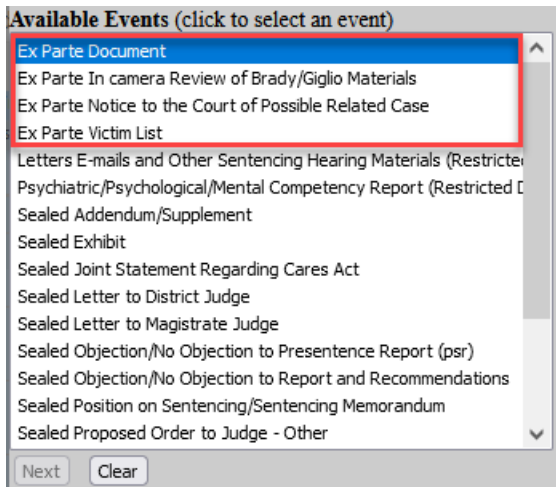 Available Events (click to select an event)
Ex Parte Document
Ex Parte In camera Review of Brady/Giglio Materials
Ex Parte Notice to the Court of Possible Related Case
Ex Parte Victim List
Letters E-mails and Other Sentencing Hearing Materials (Restricte
Psychiatric/Psychological/Mental Competency Report (Restricted D
Sealed Addendum/Supplement
Sealed Exhibit
Sealed Joint Statement Regarding Cares Act
Sealed Letter to District Judge
Sealed Letter to Magistrate Judge
Sealed Objection/No Objection to Presentence Report (psr)
Sealed Objection/No Objection to Report and Recommendations
Sealed Position on Sentencing/Sentencing Memorandum
Sealed Proposed Order to Judge - Other
Next Clear